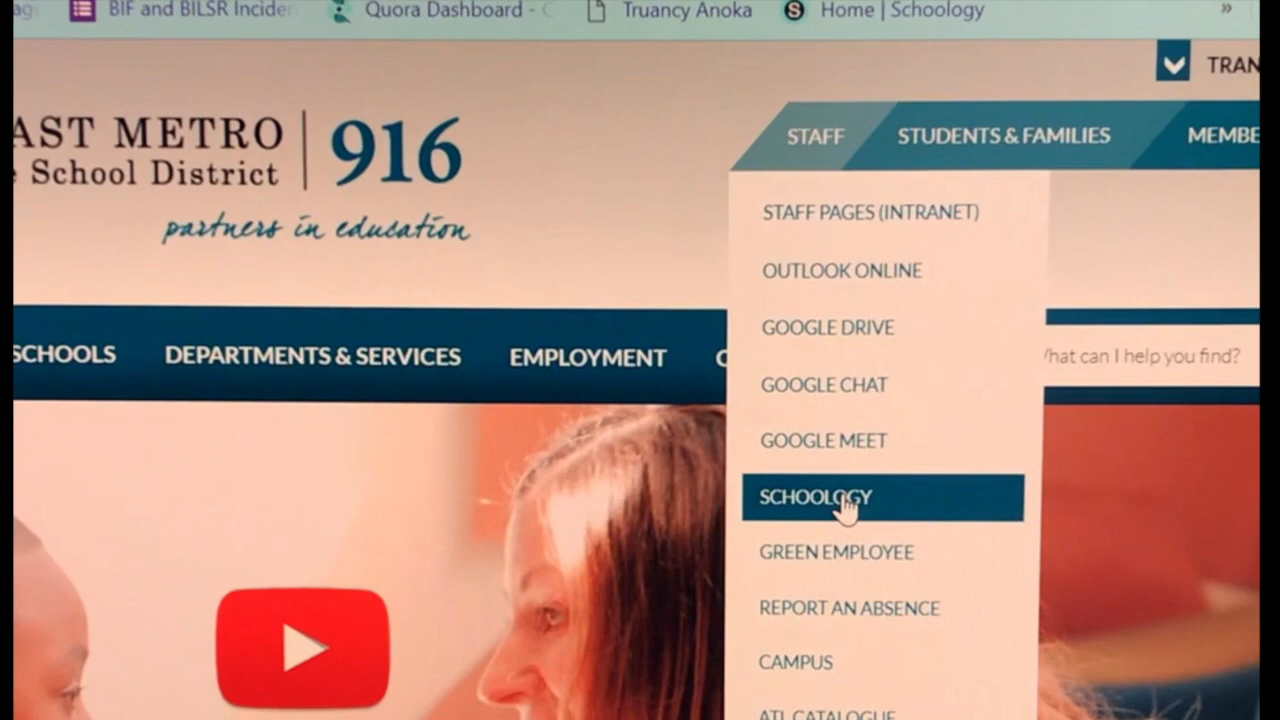 BIF and BILSR Inciden
Quora Dashboard -
Truancy Anoka
Home | Schoology
»
TRAN
AST METRO
School District
916
partners in education
STAFF
STUDENTS & FAMILIES
MEMBE
STAFF PAGES (INTRANET)
OUTLOOK ONLINE
GOOGLE DRIVE
SCHOOLS
DEPARTMENTS & SERVICES
EMPLOYMENT
What can I help you find?
GOOGLE CHAT
GOOGLE MEET
SCHOOLOGY
GREEN EMPLOYEE
REPORT AN ABSENCE
CAMPUS
ATL CATALOGUE